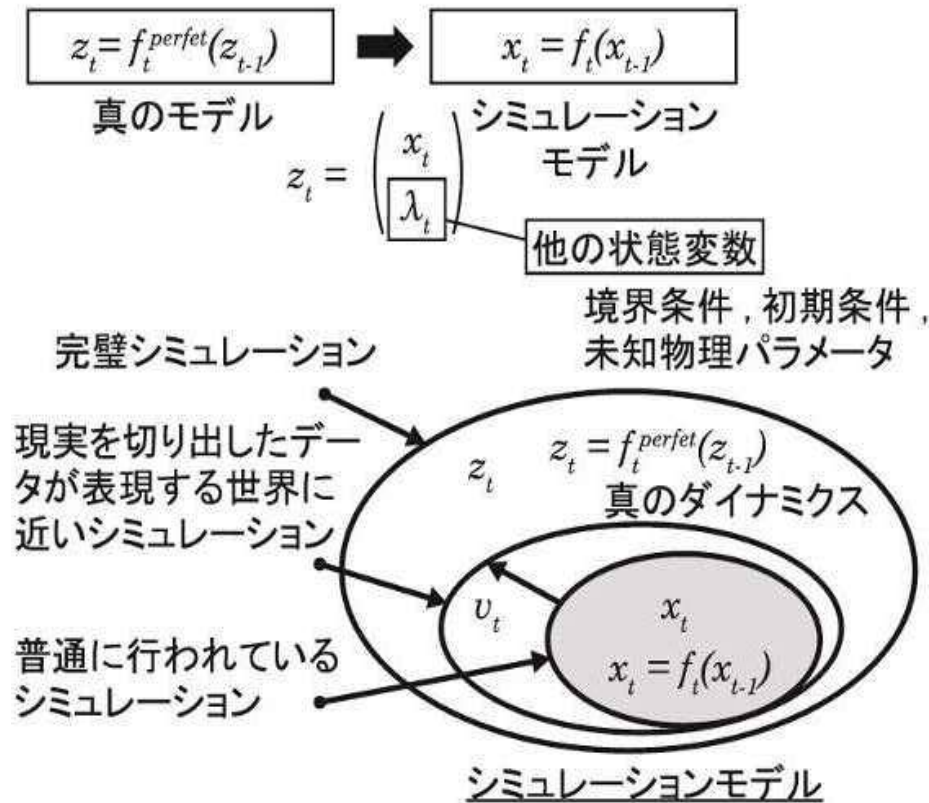 z_t = f_t^{perfet}(z_{t-1})
x_t = f_t(x_{t-1})
真のモデル
シミュレーション
モデル
z_t = ( x_t
λ_t )
他の状態変数
境界条件 , 初期条件 ,
未知物理パラメータ
完璧シミュレーション
現実を切り出したデー
タが表現する世界に
近いシミュレーション
普通に行われている
シミュレーション
z_t
z_t = f_t^{perfet}(z_{t-1})
真のダイナミクス
v_t
x_t
x_t = f_t(x_{t-1})
シミュレーションモデル